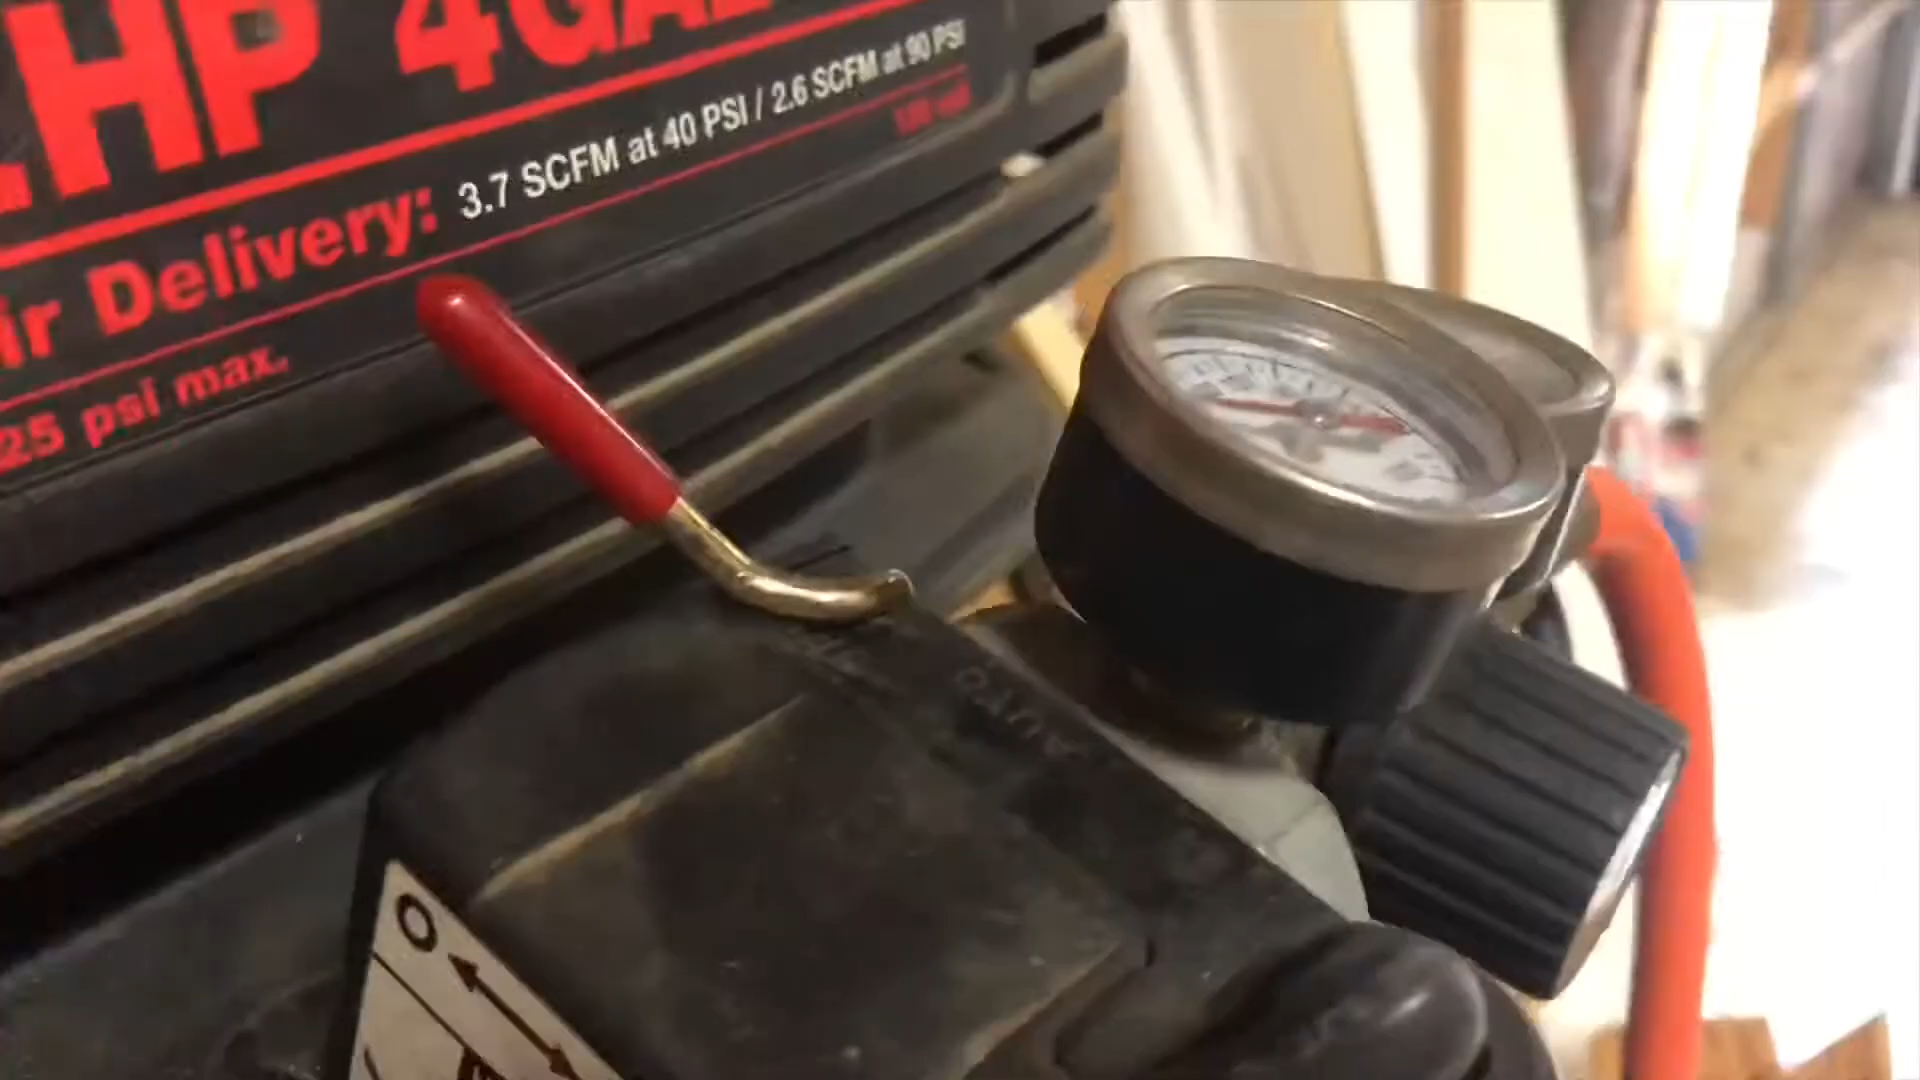 HP 4GAL
ir Delivery: 3.7 SCFM at 40 PSI / 2.6 SCFM at 90 PSI
25 psi max.
AUTO
O